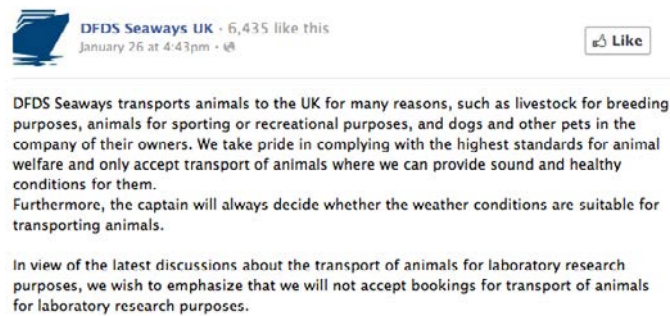 DFDS Seaways UK · 6,435 like this
January 26 at 4:43pm ·
Like
DFDS Seaways transports animals to the UK for many reasons, such as livestock for breeding
purposes, animals for sporting or recreational purposes, and dogs and other pets in the
company of their owners. We take pride in complying with the highest standards for animal
welfare and only accept transport of animals where we can provide sound and healthy
conditions for them.
Furthermore, the captain will always decide whether the weather conditions are suitable for
transporting animals.
In view of the latest discussions about the transport of animals for laboratory research
purposes, we wish to emphasize that we will not accept bookings for transport of animals
for laboratory research purposes.